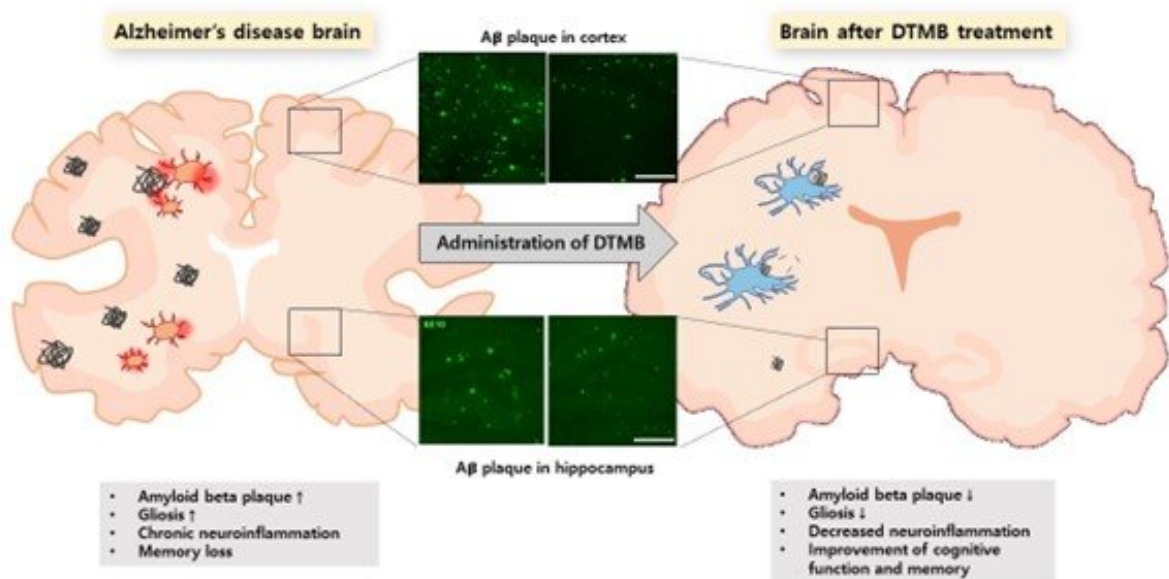 Alzheimer's disease brain
Aβ plaque in cortex
Brain after DTMB treatment
Administration of DTMB
6E10
Aβ plaque in hippocampus
• Amyloid beta plaque ↑
• Gliosis ↑
• Chronic neuroinflammation
• Memory loss
• Amyloid beta plaque ↓
• Gliosis ↓
• Decreased neuroinflammation
• Improvement of cognitive
function and memory